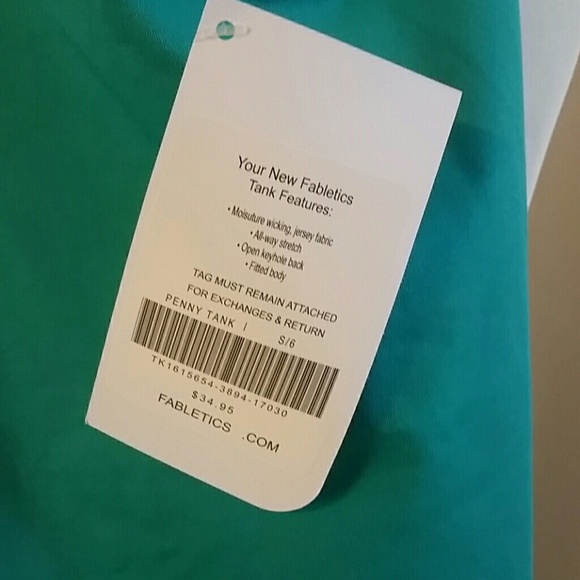 Your New Fabletics
Tank Features:
• Moisuture wicking, jersey fabric
• All-way stretch
• Open keyhole back
• Fitted body
TAG MUST REMAIN ATTACHED
FOR EXCHANGES & RETURN
PENNY TANK I S/6
TK1615654-3894-17030
$34.95
FABLETICS .COM